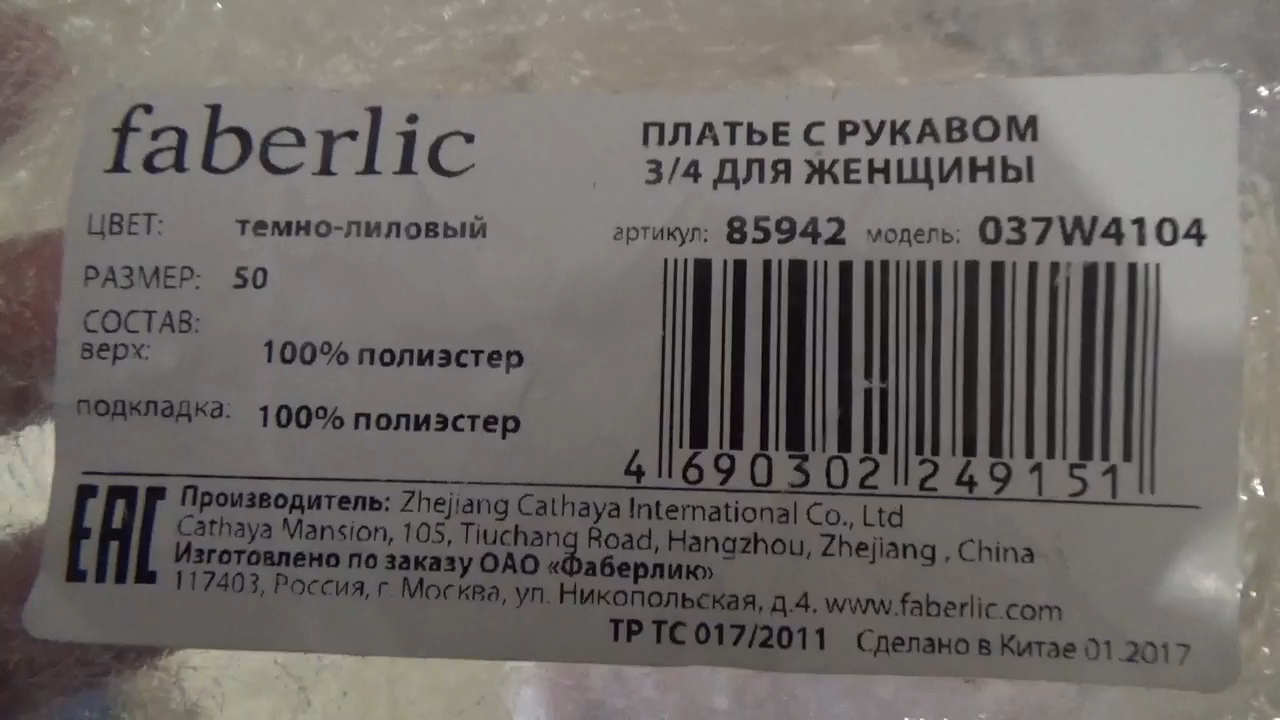 faberlic
ПЛАТЬЕ С РУКАВОМ
3/4 ДЛЯ ЖЕНЩИНЫ
ЦВЕТ: темно-лиловый
артикул: 85942 модель: 037W4104
РАЗМЕР: 50
СОСТАВ:
верх: 100% полиэстер
подкладка: 100% полиэстер
4 690302 249151
EAC
Производитель: Zhejiang Cathaya International Co., Ltd
Cathaya Mansion, 105, Tiuchang Road, Hangzhou, Zhejiang , China
Изготовлено по заказу ОАО «Фаберлик»
117403, Россия, г. Москва, ул. Никопольская, д.4. www.faberlic.com
ТР ТС 017/2011 Сделано в Китае 01.2017